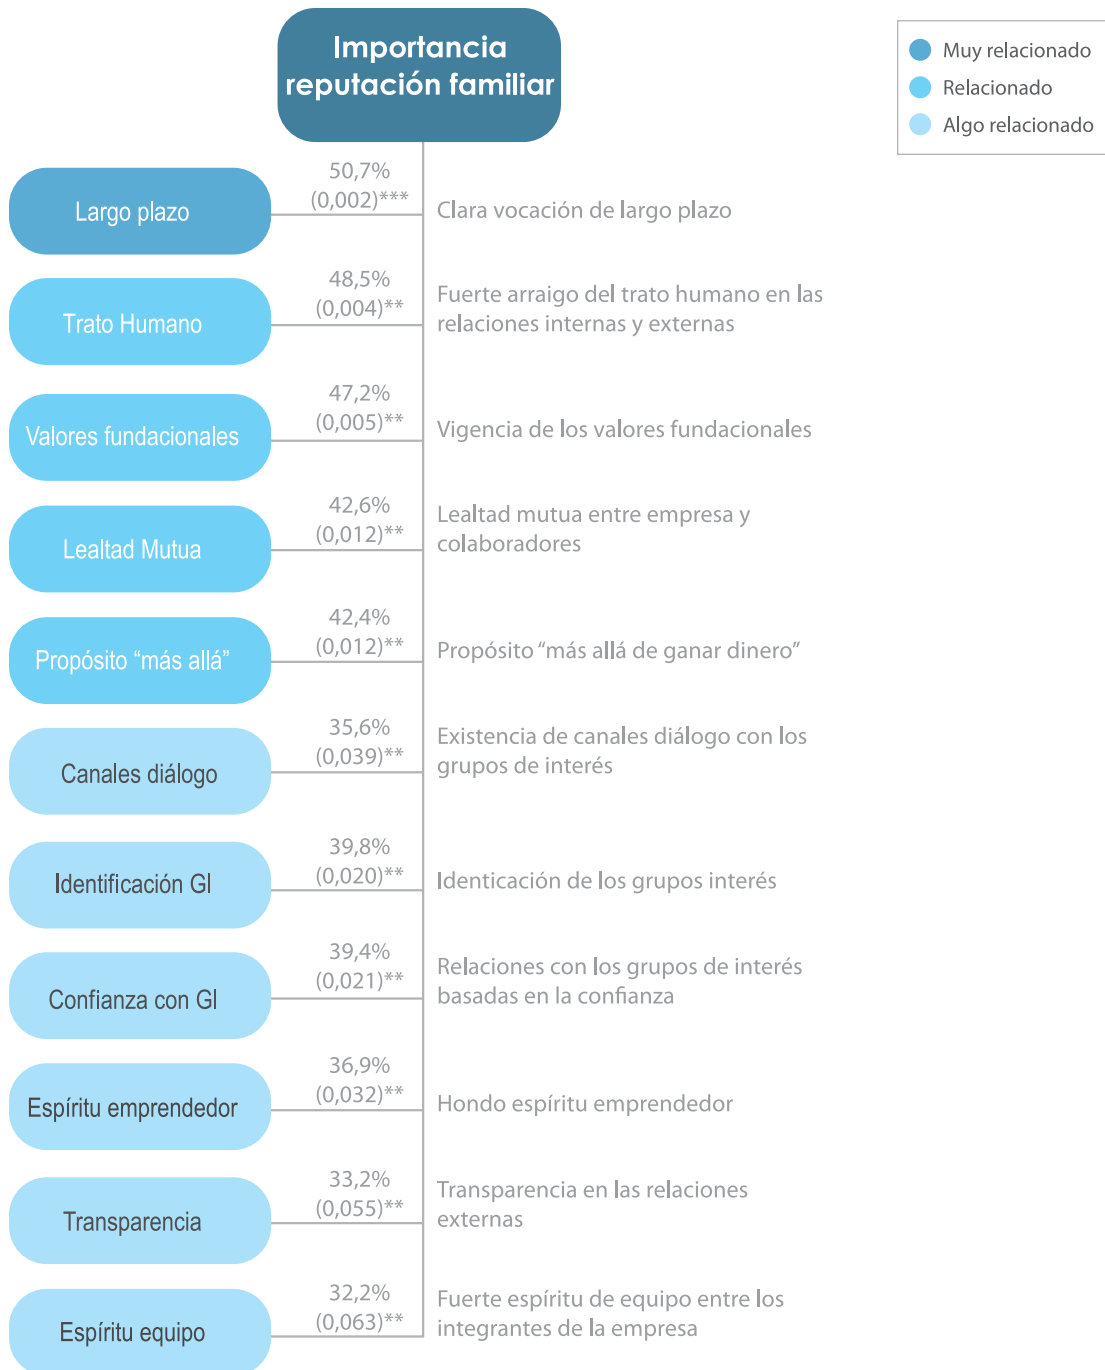 Importancia
reputación familiar
Muy relacionado
Relacionado
Algo relacionado
Largo plazo
50,7%
(0,002)***
Clara vocación de largo plazo
Trato Humano
48,5%
(0,004)**
Fuerte arraigo del trato humano en las
relaciones internas y externas
Valores fundacionales
47,2%
(0,005)**
Vigencia de los valores fundacionales
Lealtad Mutua
42,6%
(0,012)**
Lealtad mutua entre empresa y
colaboradores
Propósito “más allá”
42,4%
(0,012)**
Propósito “más allá de ganar dinero”
Canales diálogo
35,6%
(0,039)**
Existencia de canales diálogo con los
grupos de interés
Identificación GI
39,8%
(0,020)**
Identicación de los grupos interés
Confianza con GI
39,4%
(0,021)**
Relaciones con los grupos de interés
basadas en la confianza
Espíritu emprendedor
36,9%
(0,032)**
Hondo espíritu emprendedor
Transparencia
33,2%
(0,055)**
Transparencia en las relaciones
externas
Espíritu equipo
32,2%
(0,063)**
Fuerte espíritu de equipo entre los
integrantes de la empresa